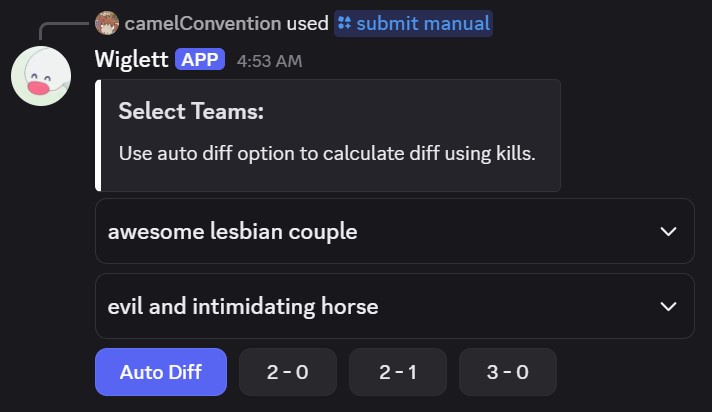 camelConvention used submit manual
Wiglett APP 4:53 AM
Select Teams:
Use auto diff option to calculate diff using kills.
awesome lesbian couple
evil and intimidating horse
Auto Diff 2 - 0 2 - 1 3 - 0